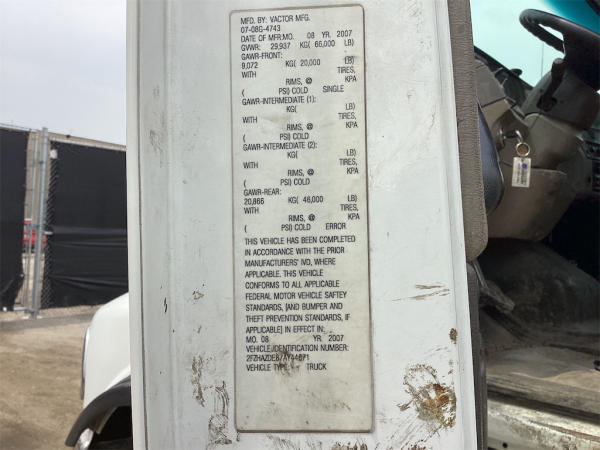 MFD. BY: VACTOR MFG.
07-08G-4743
DATE OF MFR:MO. 08 YR. 2007
GVWR: 29,937 KG( 66,000 LB)
GAWR-FRONT:
9,072 KG( 20,000 LB)
WITH TIRES,
RIMS, @ KPA
( PSI) COLD SINGLE
GAWR-INTERMEDIATE (1):
KG( LB)
WITH TIRES,
RIMS, @ KPA
( PSI) COLD
GAWR-INTERMEDIATE (2):
KG( LB)
WITH TIRES,
RIMS, @ KPA
( PSI) COLD
GAWR-REAR:
20,866 KG( 46,000 LB)
WITH TIRES,
RIMS, @ KPA
( PSI) COLD ERROR
THIS VEHICLE HAS BEEN COMPLETED
IN ACCORDANCE WITH THE PRIOR
MANUFACTURERS' IVD, WHERE
APPLICABLE. THIS VEHICLE
CONFORMS TO ALL APPLICABLE
FEDERAL MOTOR VEHICLE SAFTEY
STANDARDS, [AND BUMPER AND
THEFT PREVENTION STANDARDS, IF
APPLICABLE] IN EFFECT IN:
MO. 08 YR. 2007
VEHICLE IDENTIFICATION NUMBER:
VEHICLE TYPE: TRUCK